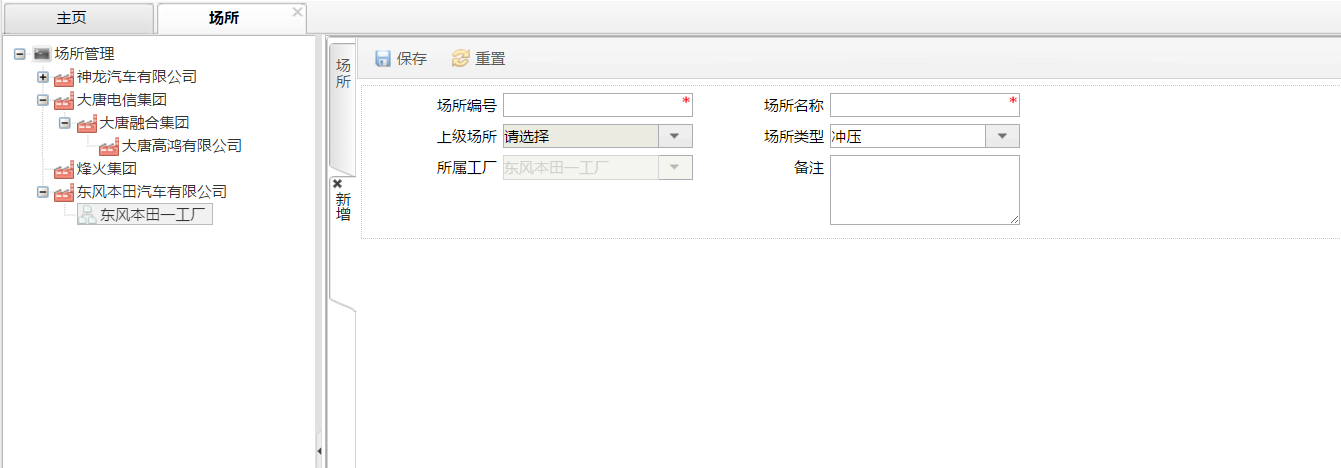 主页
场所
场所管理
神龙汽车有限公司
大唐电信集团
大唐融合集团
大唐高鸿有限公司
烽火集团
东风本田汽车有限公司
东风本田一工厂
场所
新增
保存 重置
场所编号 * 场所名称 *
上级场所 请选择 场所类型 冲压
所属工厂 东风本田一工厂 备注